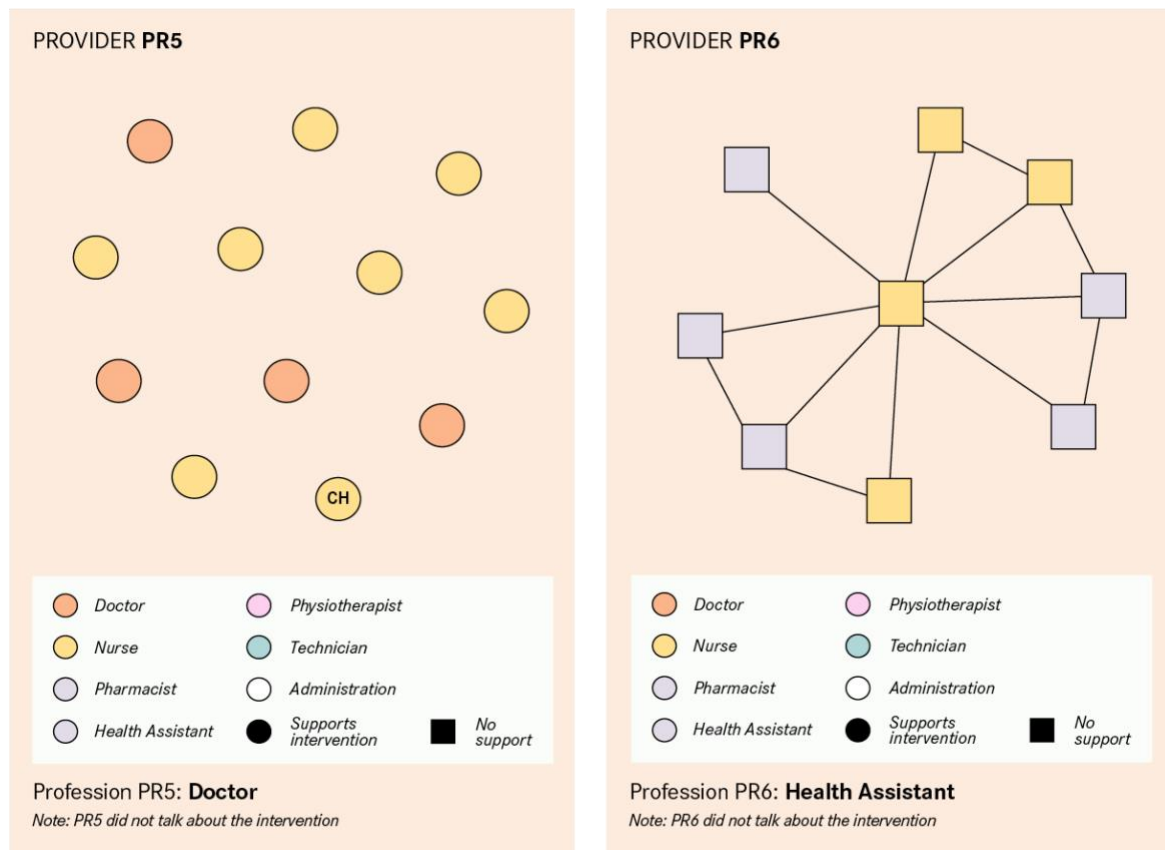 PROVIDER PR5
CH
Doctor
Physiotherapist
Nurse
Technician
Pharmacist
Administration
Health Assistant
Supports
intervention
No
support
Profession PR5: Doctor
Note: PR5 did not talk about the intervention
PROVIDER PR6
Doctor
Physiotherapist
Nurse
Technician
Pharmacist
Administration
Health Assistant
Supports
intervention
No
support
Profession PR6: Health Assistant
Note: PR6 did not talk about the intervention